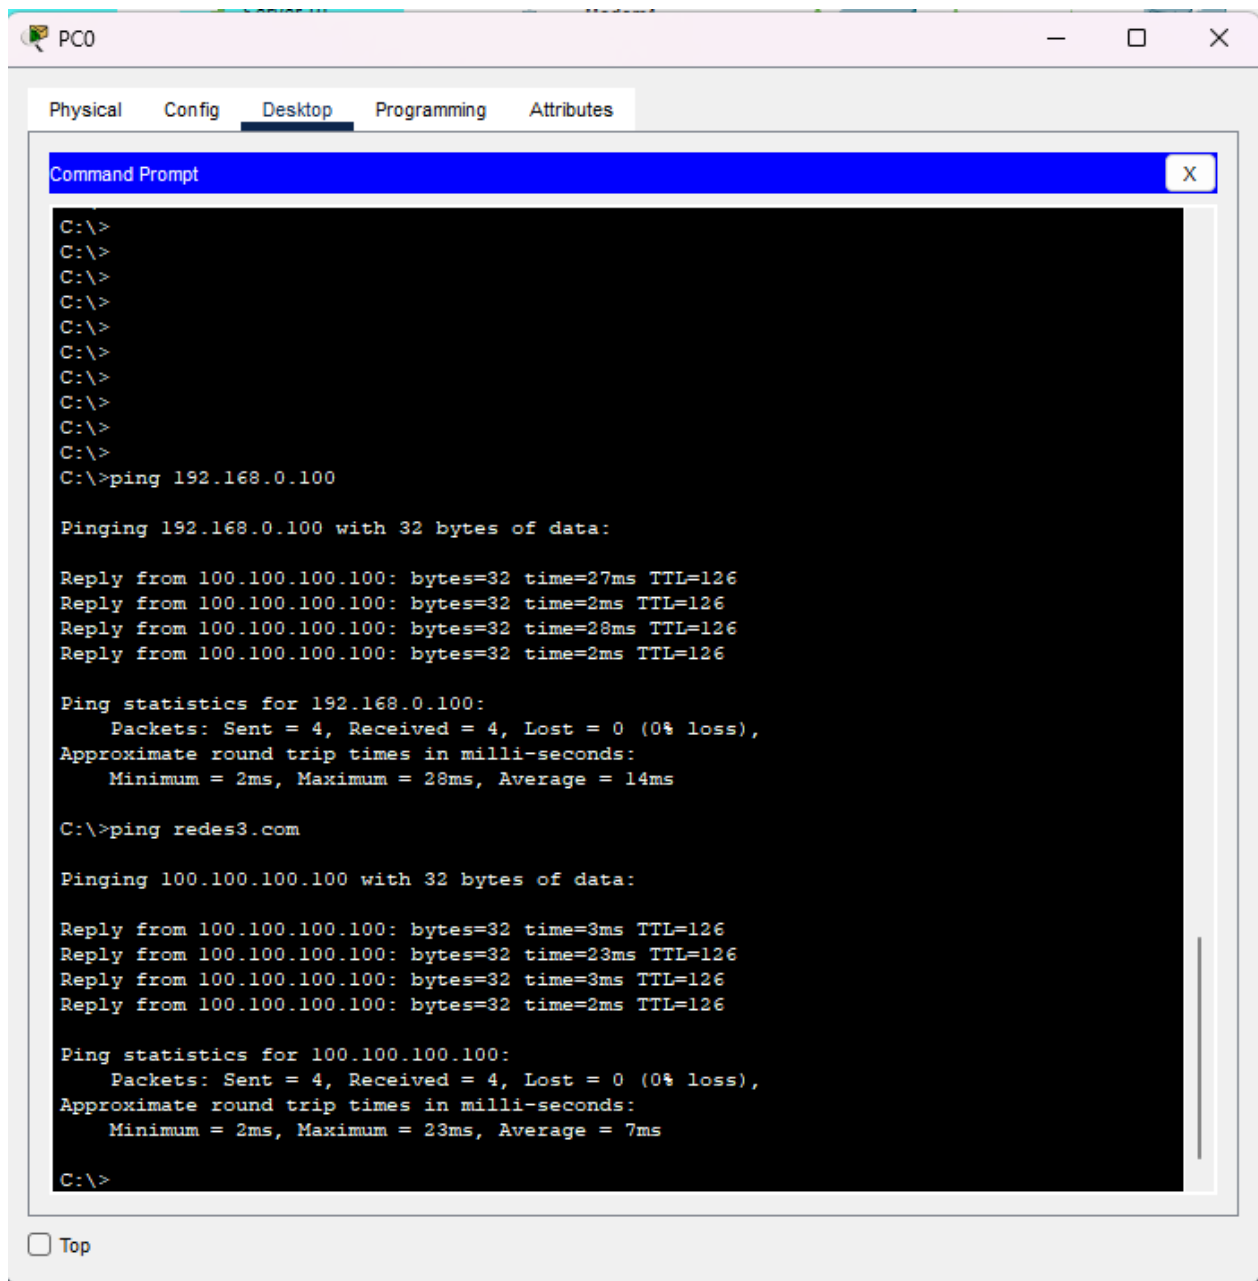 PC0
Physical Config Desktop Programming Attributes
Command Prompt
X
C:\>
C:\>
C:\>
C:\>
C:\>
C:\>
C:\>
C:\>
C:\>
C:\>
C:\>ping 192.168.0.100
Pinging 192.168.0.100 with 32 bytes of data:
Reply from 100.100.100.100: bytes=32 time=27ms TTL=126
Reply from 100.100.100.100: bytes=32 time=2ms TTL=126
Reply from 100.100.100.100: bytes=32 time=28ms TTL=126
Reply from 100.100.100.100: bytes=32 time=2ms TTL=126
Ping statistics for 192.168.0.100:
Packets: Sent = 4, Received = 4, Lost = 0 (0% loss),
Approximate round trip times in milli-seconds:
Minimum = 2ms, Maximum = 28ms, Average = 14ms
C:\>ping redes3.com
Pinging 100.100.100.100 with 32 bytes of data:
Reply from 100.100.100.100: bytes=32 time=3ms TTL=126
Reply from 100.100.100.100: bytes=32 time=23ms TTL=126
Reply from 100.100.100.100: bytes=32 time=3ms TTL=126
Reply from 100.100.100.100: bytes=32 time=2ms TTL=126
Ping statistics for 100.100.100.100:
Packets: Sent = 4, Received = 4, Lost = 0 (0% loss),
Approximate round trip times in milli-seconds:
Minimum = 2ms, Maximum = 23ms, Average = 7ms
C:\>
Top